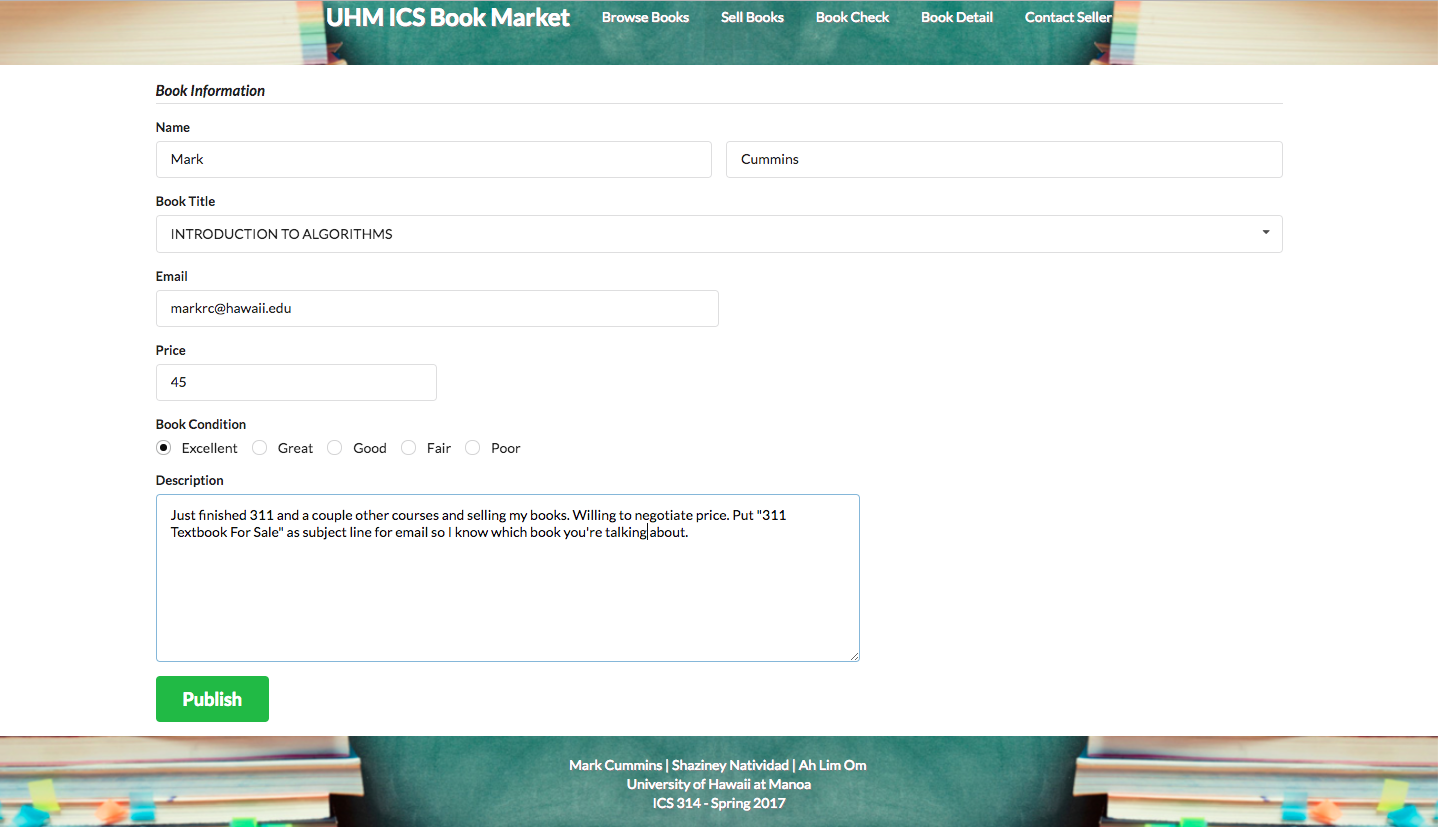 UHM ICS Book Market Browse Books Sell Books Book Check Book Detail Contact Seller
Book Information
Name
Mark Cummins
Book Title
INTRODUCTION TO ALGORITHMS
Email
markrc@hawaii.edu
Price
45
Book Condition
Excellent Great Good Fair Poor
Description
Just finished 311 and a couple other courses and selling my books. Willing to negotiate price. Put "311
Textbook For Sale" as subject line for email so I know which book you're talking about.
Publish
Mark Cummins | Shaziney Natividad | Ah Lim Om
University of Hawaii at Manoa
ICS 314 - Spring 2017